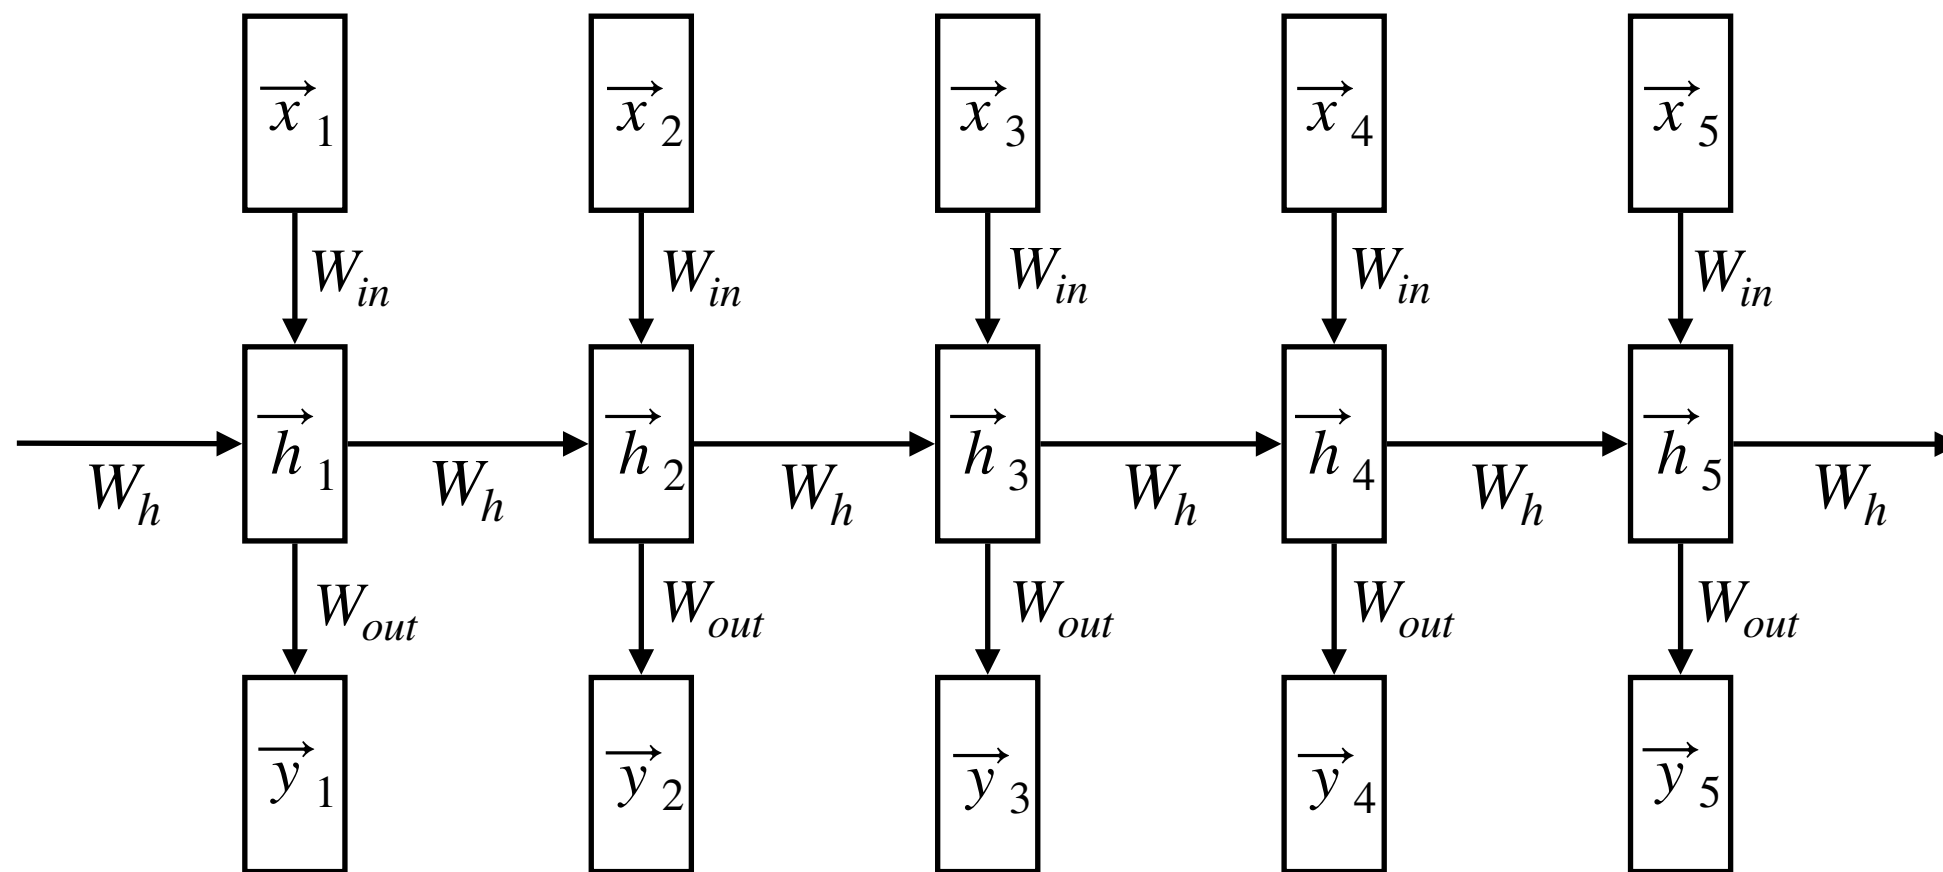 x⃗₁ x⃗₂ x⃗₃ x⃗₄ x⃗₅
W_in W_in W_in W_in W_in
h⃗₁ h⃗₂ h⃗₃ h⃗₄ h⃗₅
W_h W_h W_h W_h W_h W_h
W_out W_out W_out W_out W_out
y⃗₁ y⃗₂ y⃗₃ y⃗₄ y⃗₅